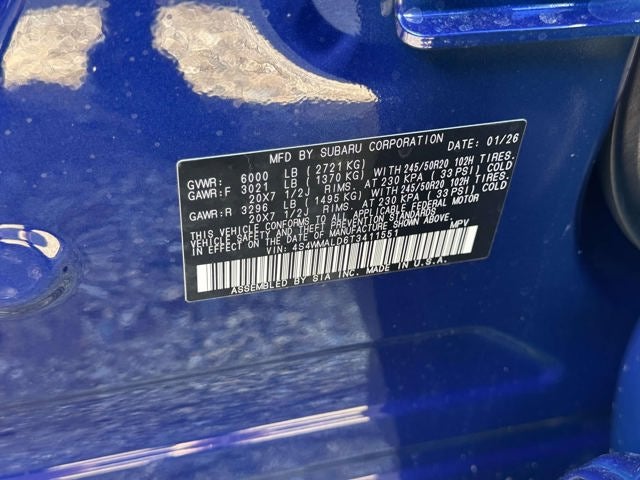 MFD BY SUBARU CORPORATION DATE: 01/26
GVWR: 6000 LB (2721 KG)
GAWR:F 3021 LB (1370 KG) WITH 245/50R20 102H TIRES.
20X7 1/2J RIMS. AT 230 KPA (33 PSI) COLD
GAWR:R 3296 LB (1495 KG) WITH 245/50R20 102H TIRES.
20X7 1/2J RIMS. AT 230 KPA (33 PSI) COLD
THIS VEHICLE CONFORMS TO ALL APPLICABLE FEDERAL MOTOR
VEHICLE SAFETY AND THEFT PREVENTION STANDARDS
IN EFFECT ON THE DATE OF MANUFACTURE SHOWN ABOVE.
VIN: 4S4WMALD6T3411551 MPV
ASSEMBLED BY SIA INC. MADE IN U.S.A.